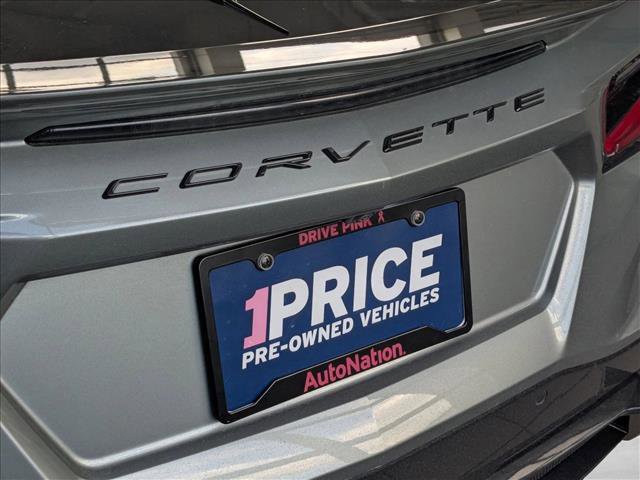 CORVETTE
DRIVE PINK
1PRICE
PRE-OWNED VEHICLES
AutoNation